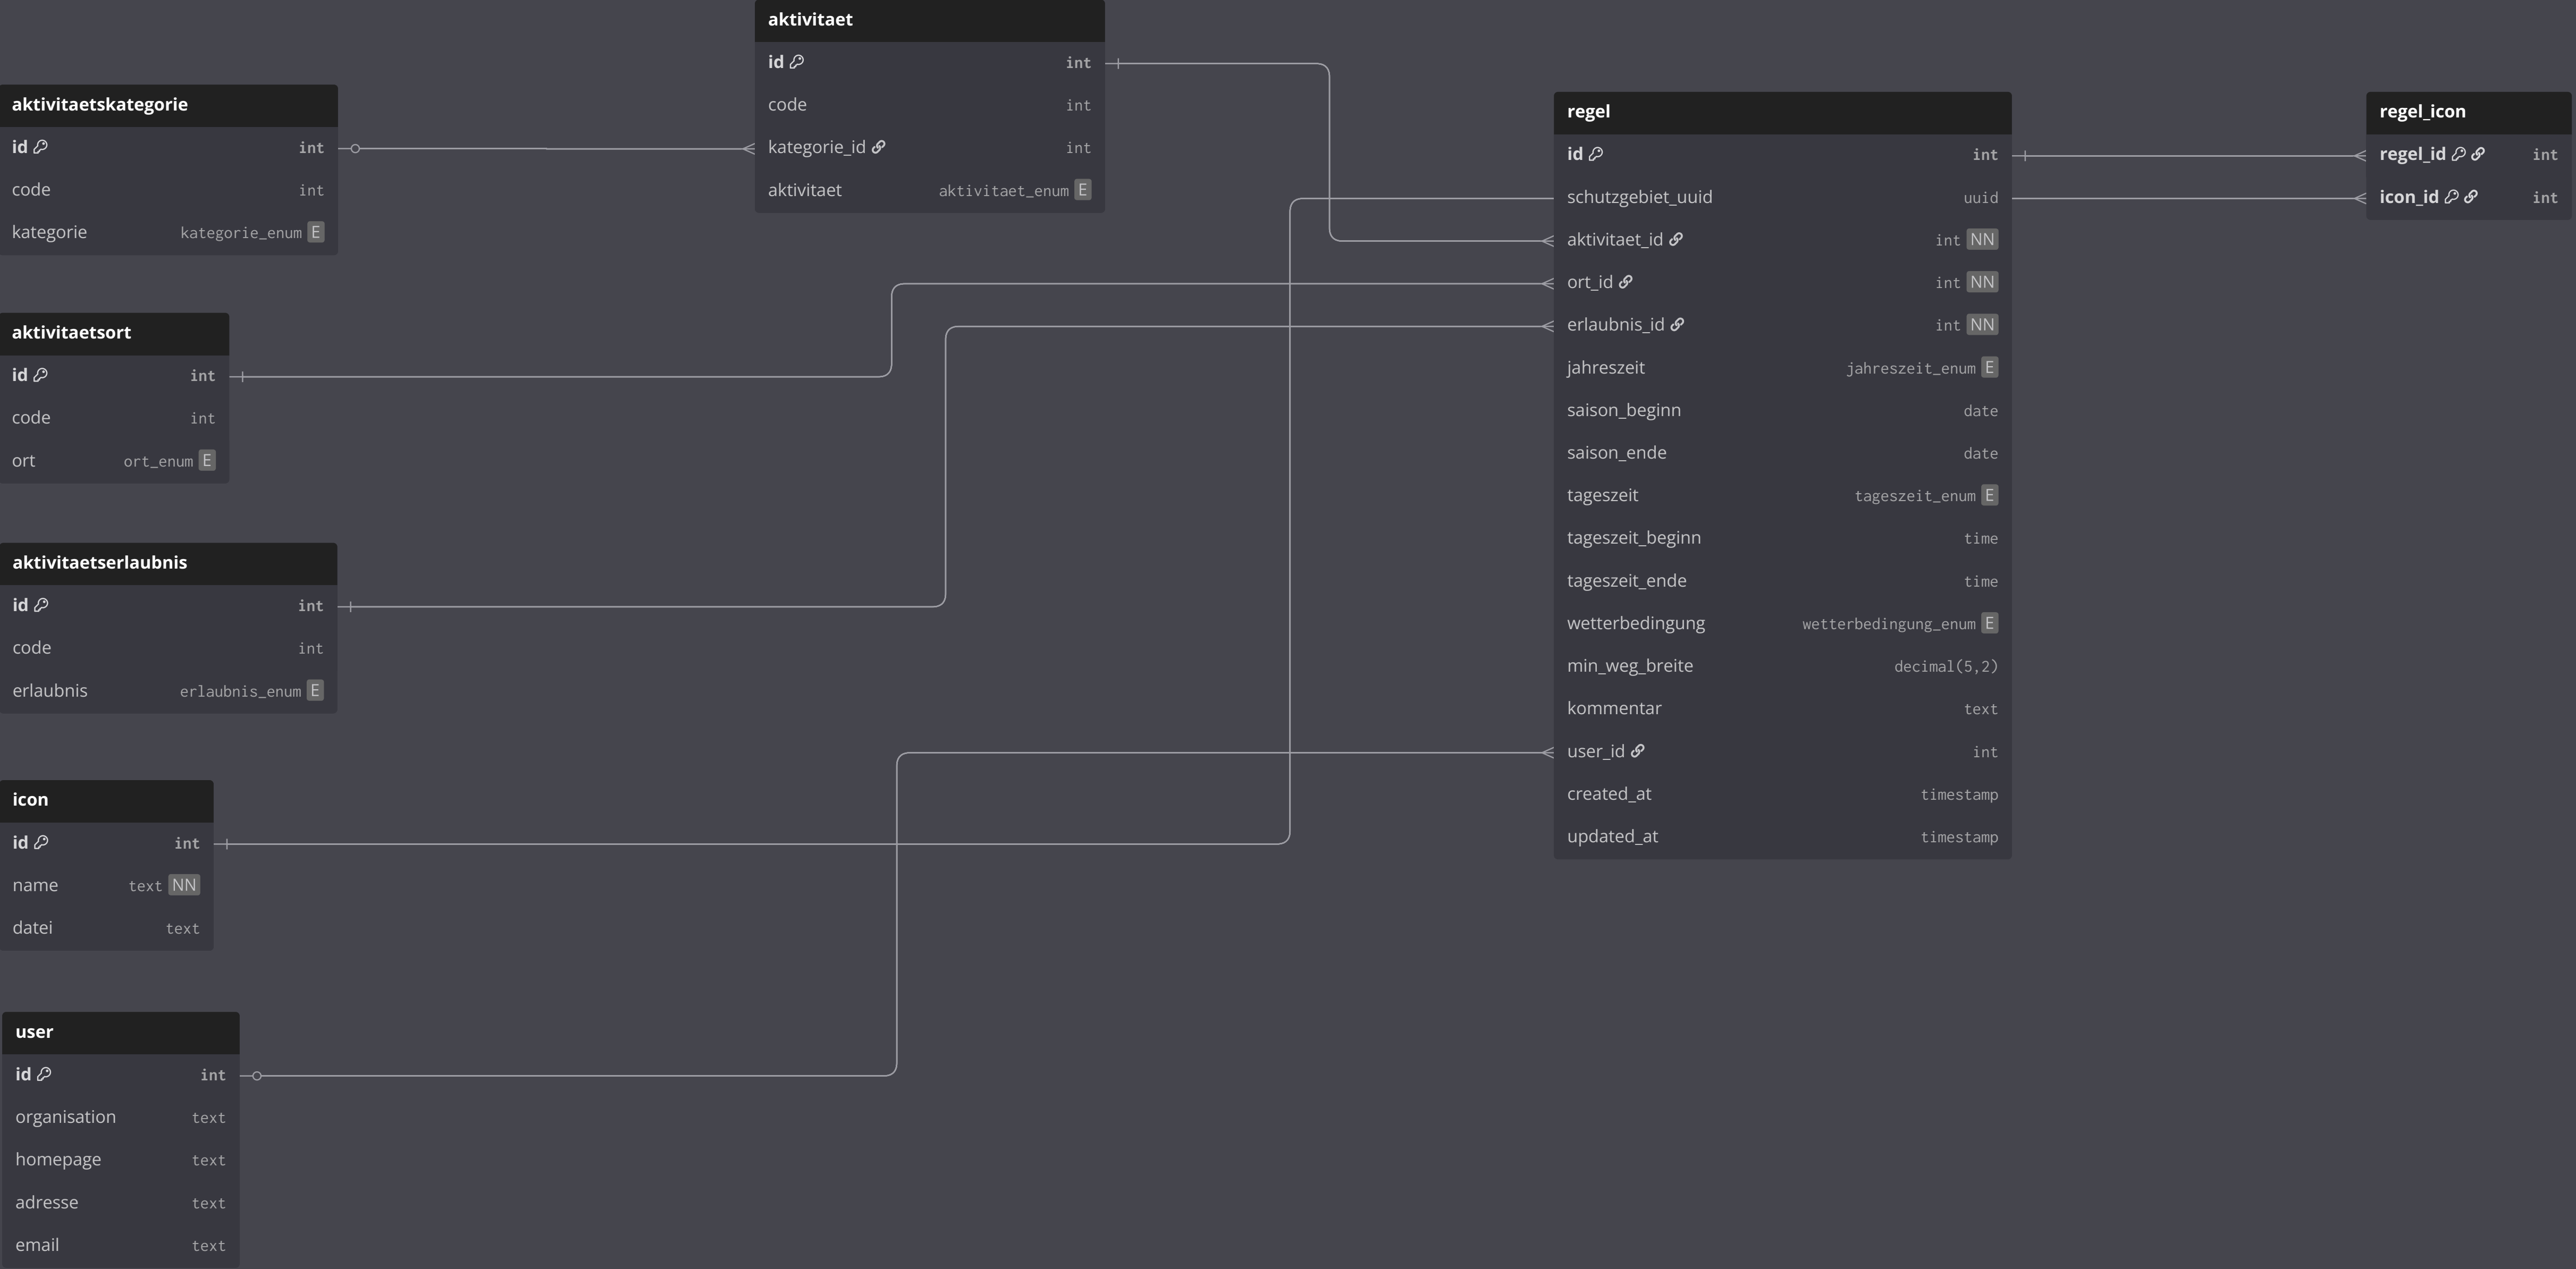 aktivitaet
id int
code int
kategorie_id int
aktivitaet aktivitaet_enum E
aktivitaetskategorie
id int
code int
kategorie kategorie_enum E
regel
id int
schutzgebiet_uuid uuid
aktivitaet_id int NN
ort_id int NN
erlaubnis_id int NN
jahreszeit jahreszeit_enum E
saison_beginn date
saison_ende date
tageszeit tageszeit_enum E
tageszeit_beginn time
tageszeit_ende time
wetterbedingung wetterbedingung_enum E
min_weg_breite decimal(5,2)
kommentar text
user_id int
created_at timestamp
updated_at timestamp
regel_icon
regel_id int
icon_id int
aktivitaetsort
id int
code int
ort ort_enum E
aktivitaetserlaubnis
id int
code int
erlaubnis erlaubnis_enum E
icon
id int
name text NN
datei text
user
id int
organisation text
homepage text
adresse text
email text